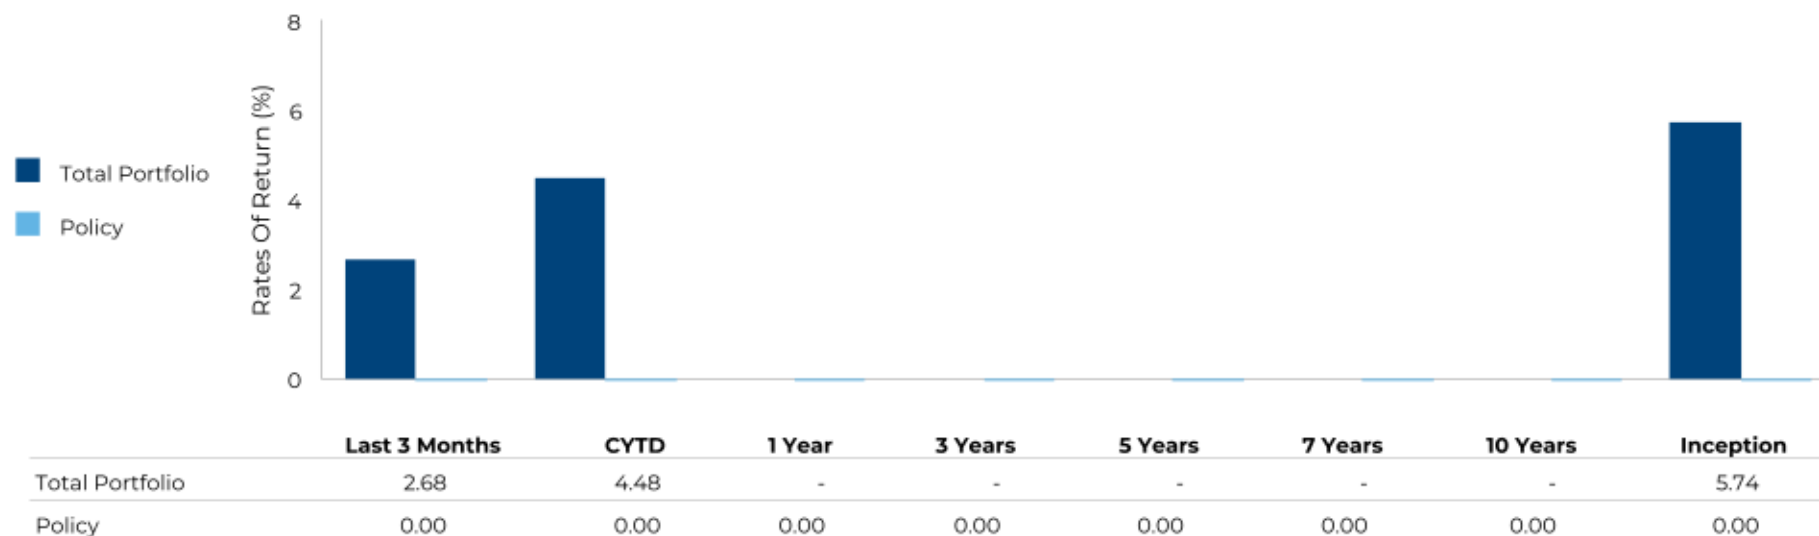 8
6
4
2
0
Rates Of Return (%)
Total Portfolio
Policy
Last 3 Months CYTD 1 Year 3 Years 5 Years 7 Years 10 Years Inception
Total Portfolio 2.68 4.48 - - - - - 5.74
Policy 0.00 0.00 0.00 0.00 0.00 0.00 0.00 0.00